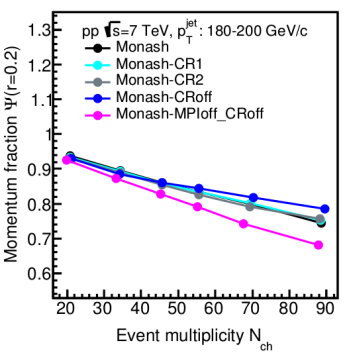 pp √s=7 TeV, p_T^jet: 180-200 GeV/c
Monash
Monash-CR1
Monash-CR2
Monash-CRoff
Monash-MPIoff_CRoff
Momentum fraction Ψ(r=0.2)
1.3
1.2
1.1
1
0.9
0.8
0.7
0.6
20 30 40 50 60 70 80 90
Event multiplicity N_ch